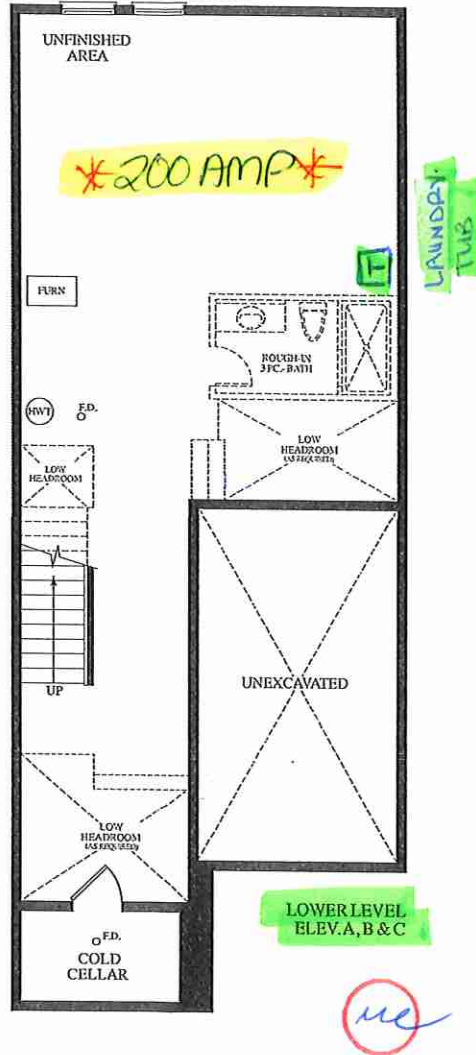 UNFINISHED
AREA
*200 AMP*
LAUNDRY
TUB
T
FURN
ROUGH-IN
3 PC.- BATH
HWT
F.D.
LOW
HEADROOM
(AS REQUIRED)
LOW
HEADROOM
UNEXCAVATED
UP
LOW
HEADROOM
(AS REQUIRED)
F.D.
COLD
CELLAR
LOWER LEVEL
ELEV. A, B & C